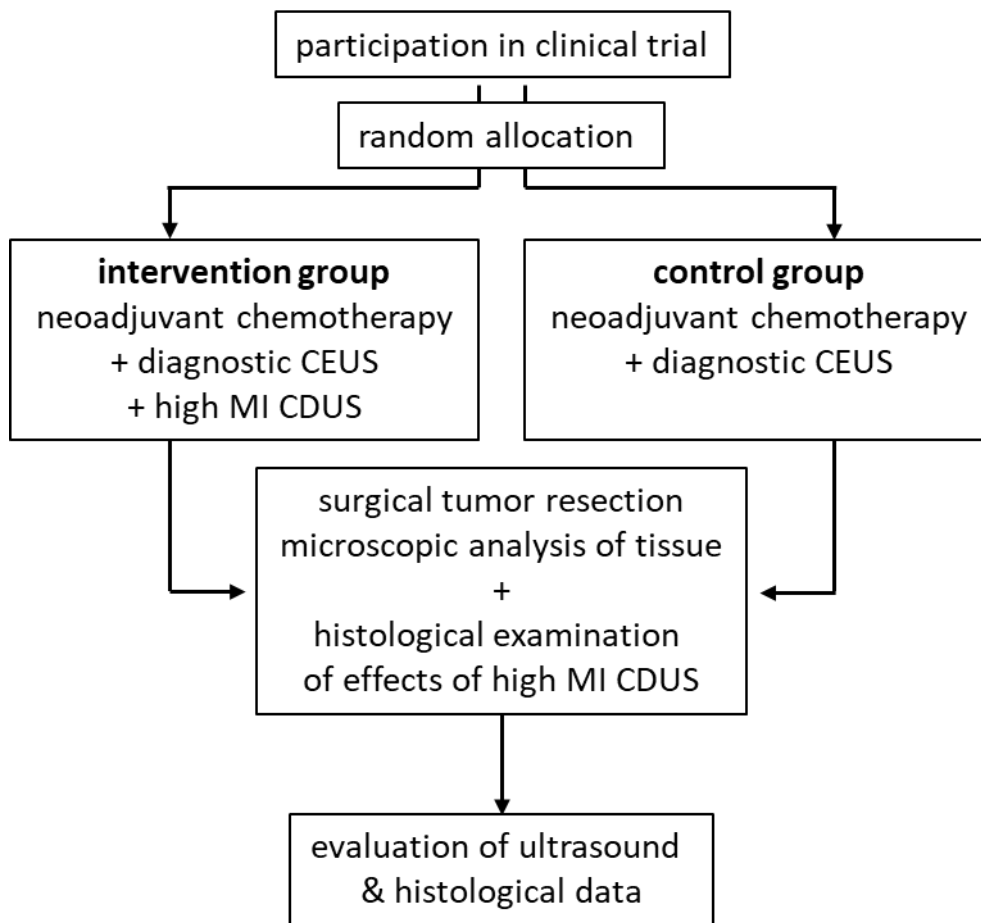 participation in clinical trial
random allocation
intervention group
neoadjuvant chemotherapy
+ diagnostic CEUS
+ high MI CDUS
control group
neoadjuvant chemotherapy
+ diagnostic CEUS
surgical tumor resection
microscopic analysis of tissue
+
histological examination
of effects of high MI CDUS
evaluation of ultrasound
& histological data